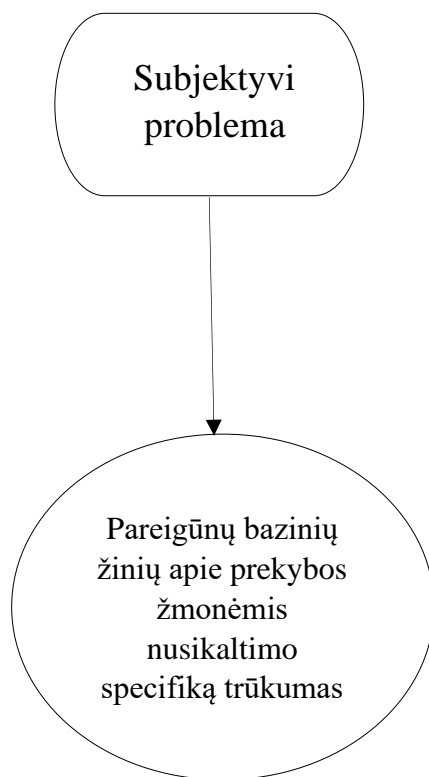 Subjektyvi
problema
Pareigūnų bazinių
žinių apie prekybos
žmonėmis
nusikaltimo
specifiką trūkumas